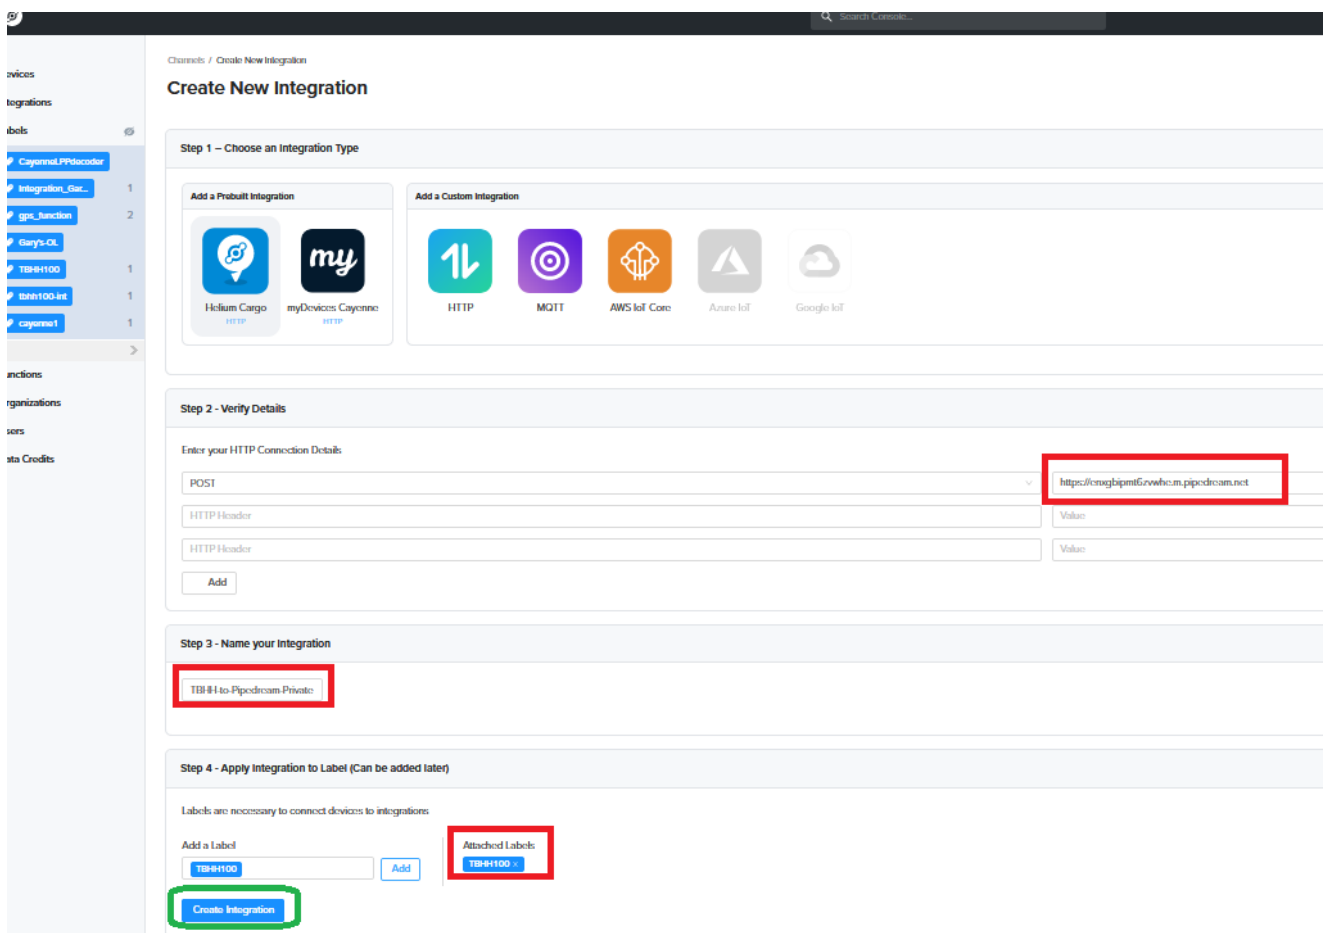 Search Console...
Channels / Create New Integration
Create New Integration
evices
tegrations
abels
CayenneLPPdecoder
Integration_Gar... 1
gps_function 2
Gary's-OL
TBHH100 1
tbhh100-int 1
cayenne1 1
unctions
rganizations
sers
ata Credits
Step 1 – Choose an Integration Type
Add a Prebuilt Integration
my
Helium Cargo
HTTP
myDevices Cayenne
HTTP
Add a Custom Integration
HTTP
MQTT
AWS IoT Core
Azure IoT
Google IoT
Step 2 - Verify Details
Enter your HTTP Connection Details
POST
https://enxgbipmt6zvwhe.m.pipedream.net
HTTP Header
Value
HTTP Header
Value
Add
Step 3 - Name your Integration
TBHH-to-Pipedream-Private
Step 4 - Apply Integration to Label (Can be added later)
Labels are necessary to connect devices to integrations
Add a Label
TBHH100
Add
Attached Labels
TBHH100 ×
Create Integration